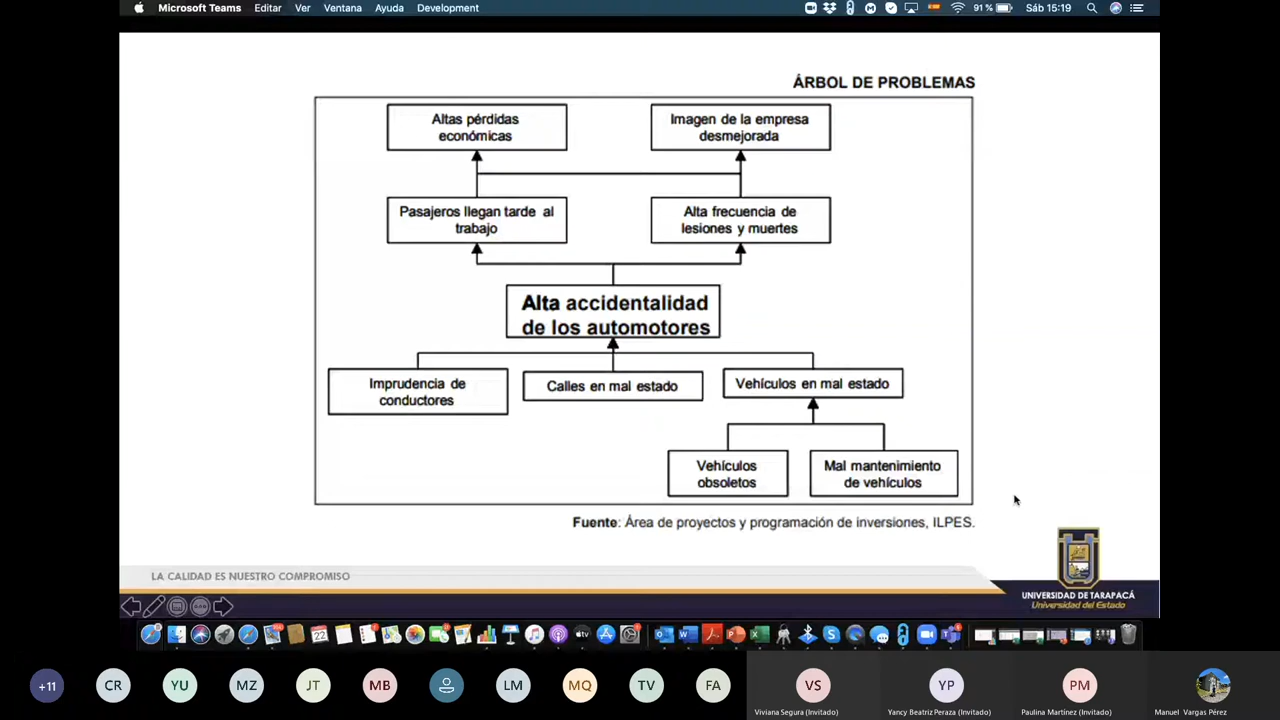 Microsoft Teams Editar Ver Ventana Ayuda Development
91 % Sáb 15:19
ÁRBOL DE PROBLEMAS
Altas pérdidas
económicas
Imagen de la empresa
desmejorada
Pasajeros llegan tarde al
trabajo
Alta frecuencia de
lesiones y muertes
Alta accidentalidad
de los automotores
Imprudencia de
conductores
Calles en mal estado
Vehículos en mal estado
Vehículos
obsoletos
Mal mantenimiento
de vehículos
Fuente: Área de proyectos y programación de inversiones, ILPES.
LA CALIDAD ES NUESTRO COMPROMISO
UNIVERSIDAD DE TARAPACÁ
Universidad del Estado
+11 CR YU MZ JT MB LM MQ TV FA VS YP PM
Viviana Segura (Invitado) Yancy Beatriz Peraza (Invitado) Paulina Martínez (Invitado) Manuel Vargas Pérez